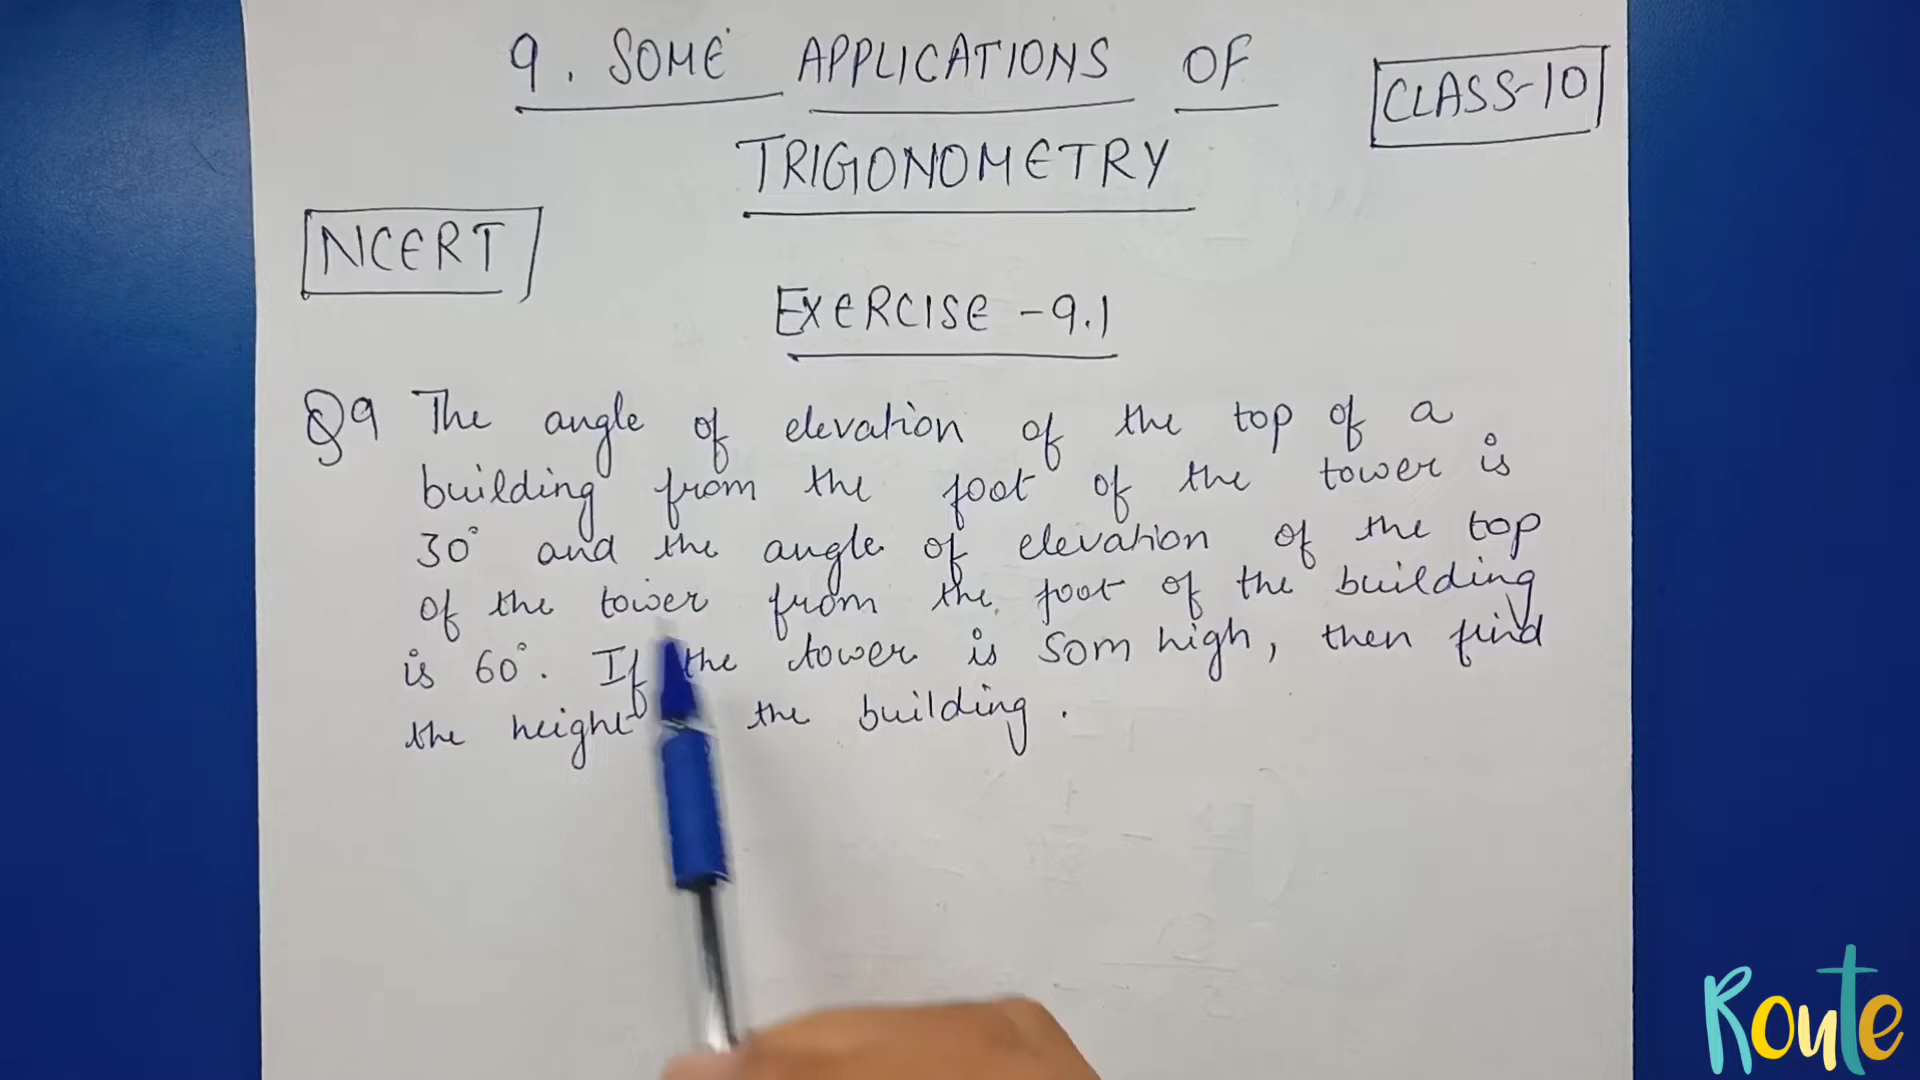 9. SOME APPLICATIONS OF
CLASS-10
TRIGONOMETRY
NCERT
EXERCISE - 9.1
Q9 The angle of elevation of the top of a
building from the foot of the tower is
30° and the angle of elevation of the top
of the tower from the foot of the building
is 60°. If the tower is 50m high, then find
the height the building.
Route